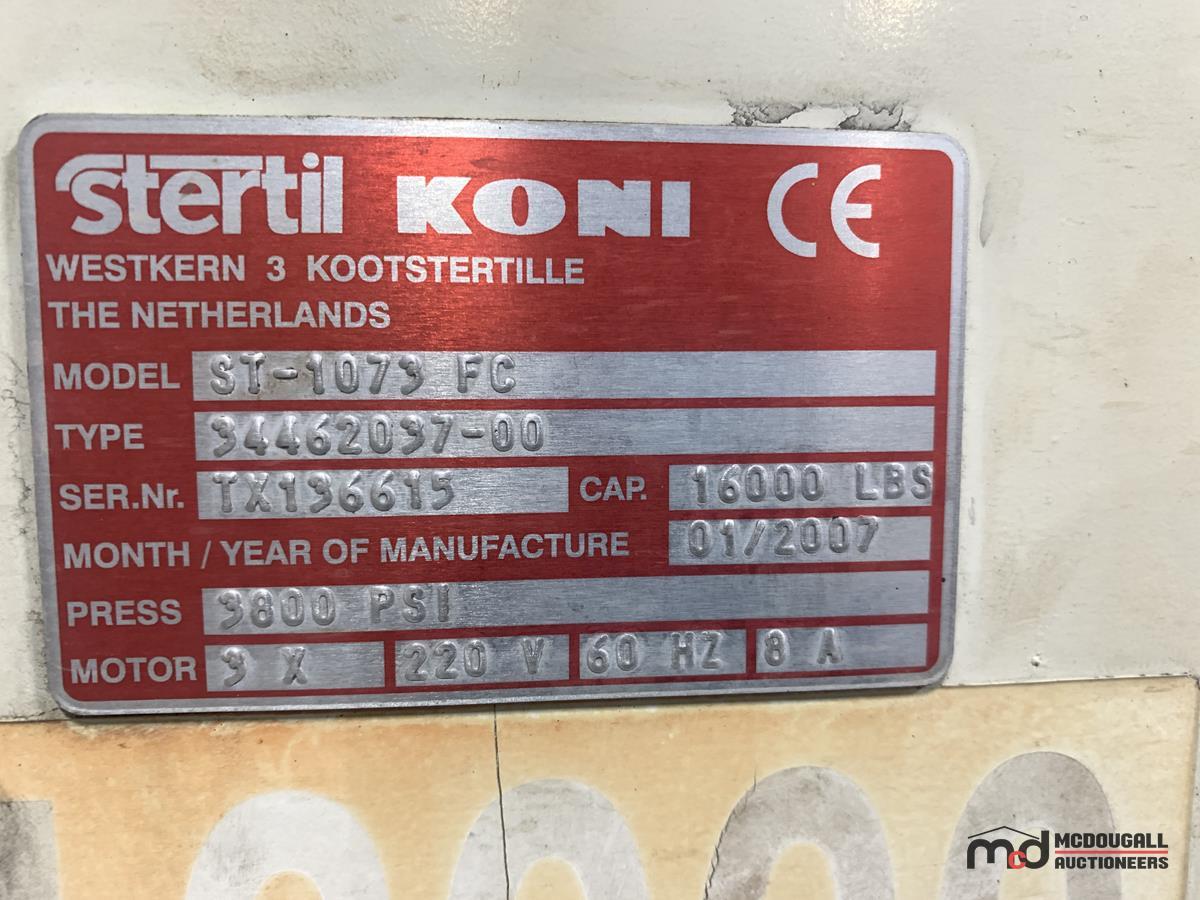 stertil KONI CE
WESTKERN 3 KOOTSTERTILLE
THE NETHERLANDS
MODEL ST-1073 FC
TYPE 34462037-00
SER.Nr. TX136615 CAP. 16000 LBS
MONTH / YEAR OF MANUFACTURE 01/2007
PRESS 3800 PSI
MOTOR 3 X 220 V 60 HZ 8 A
mcd MCDOUGALL
AUCTIONEERS